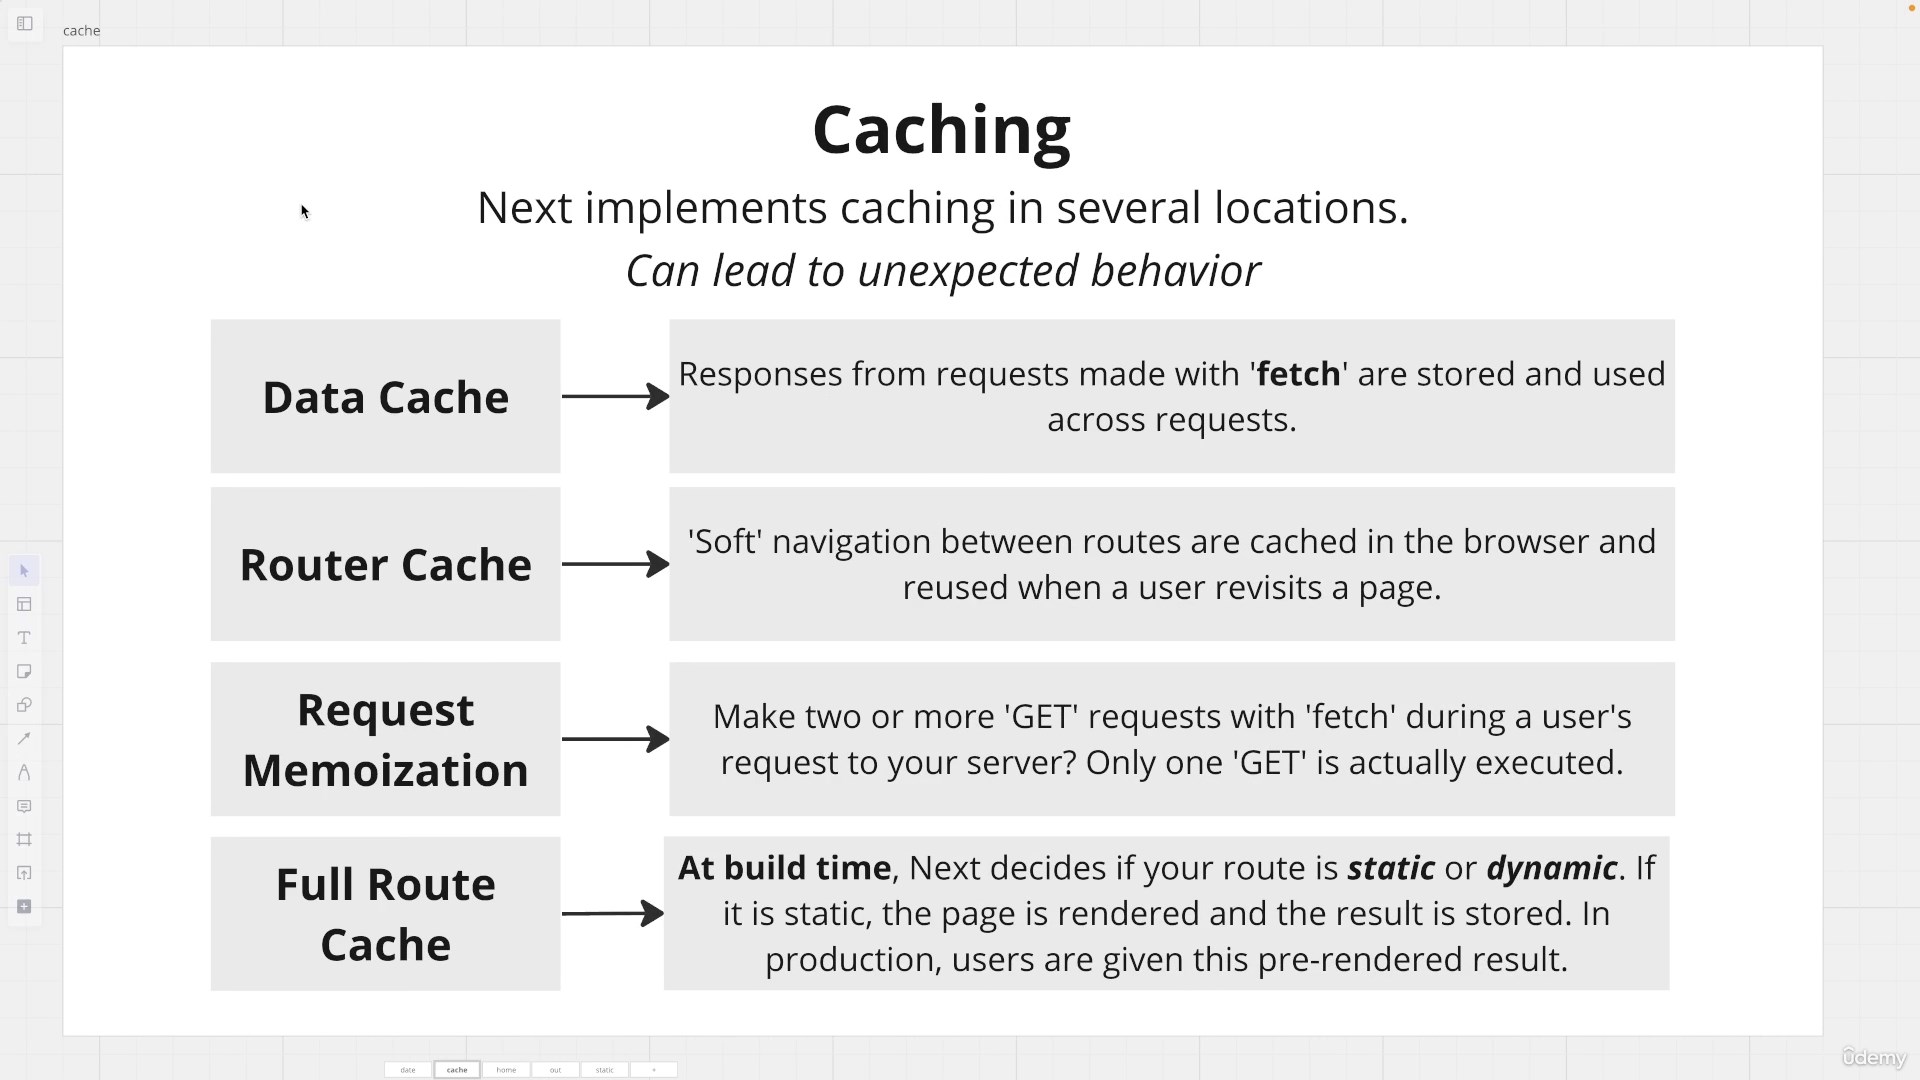 cache
Caching
Next implements caching in several locations.
Can lead to unexpected behavior
Data Cache
Responses from requests made with 'fetch' are stored and used
across requests.
Router Cache
'Soft' navigation between routes are cached in the browser and
reused when a user revisits a page.
Request
Memoization
Make two or more 'GET' requests with 'fetch' during a user's
request to your server? Only one 'GET' is actually executed.
Full Route
Cache
At build time, Next decides if your route is static or dynamic. If
it is static, the page is rendered and the result is stored. In
production, users are given this pre-rendered result.
date cache home out static +
udemy